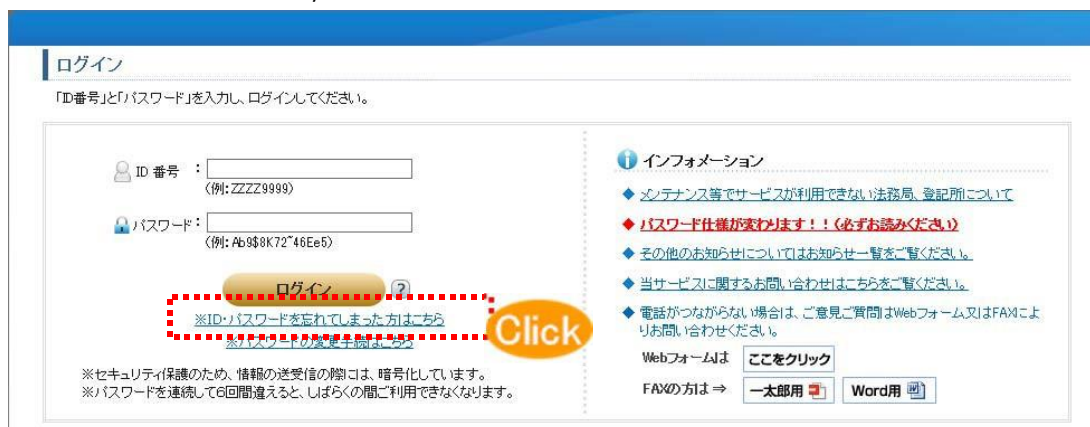 ログイン
「ID番号」と「パスワード」を入力し、ログインしてください。
ID 番号 :
(例:ZZZZ9999)
パスワード:
(例:Ab9$8K72~46Ee5)
ログイン
?
※ID・パスワードを忘れてしまった方はこちら
Click
※パスワードの変更手続はこちら
※セキュリティ保護のため、情報の送受信の際には、暗号化しています。
※パスワードを連続して6回間違えると、しばらくの間ご利用できなくなります。
インフォメーション
◆ メンテナンス等でサービスが利用できない法務局、登記所について
◆ パスワード仕様が変わります!!(必ずお読みください)
◆ その他のお知らせについてはお知らせ一覧をご覧ください。
◆ 当サービスに関するお問い合わせはこちらをご覧ください。
◆ 電話がつながらない場合は、ご意見ご質問はWebフォーム又はFAXによ
りお問い合わせください。
Webフォームは ここをクリック
FAXの方は⇒ 一太郎用 Word用